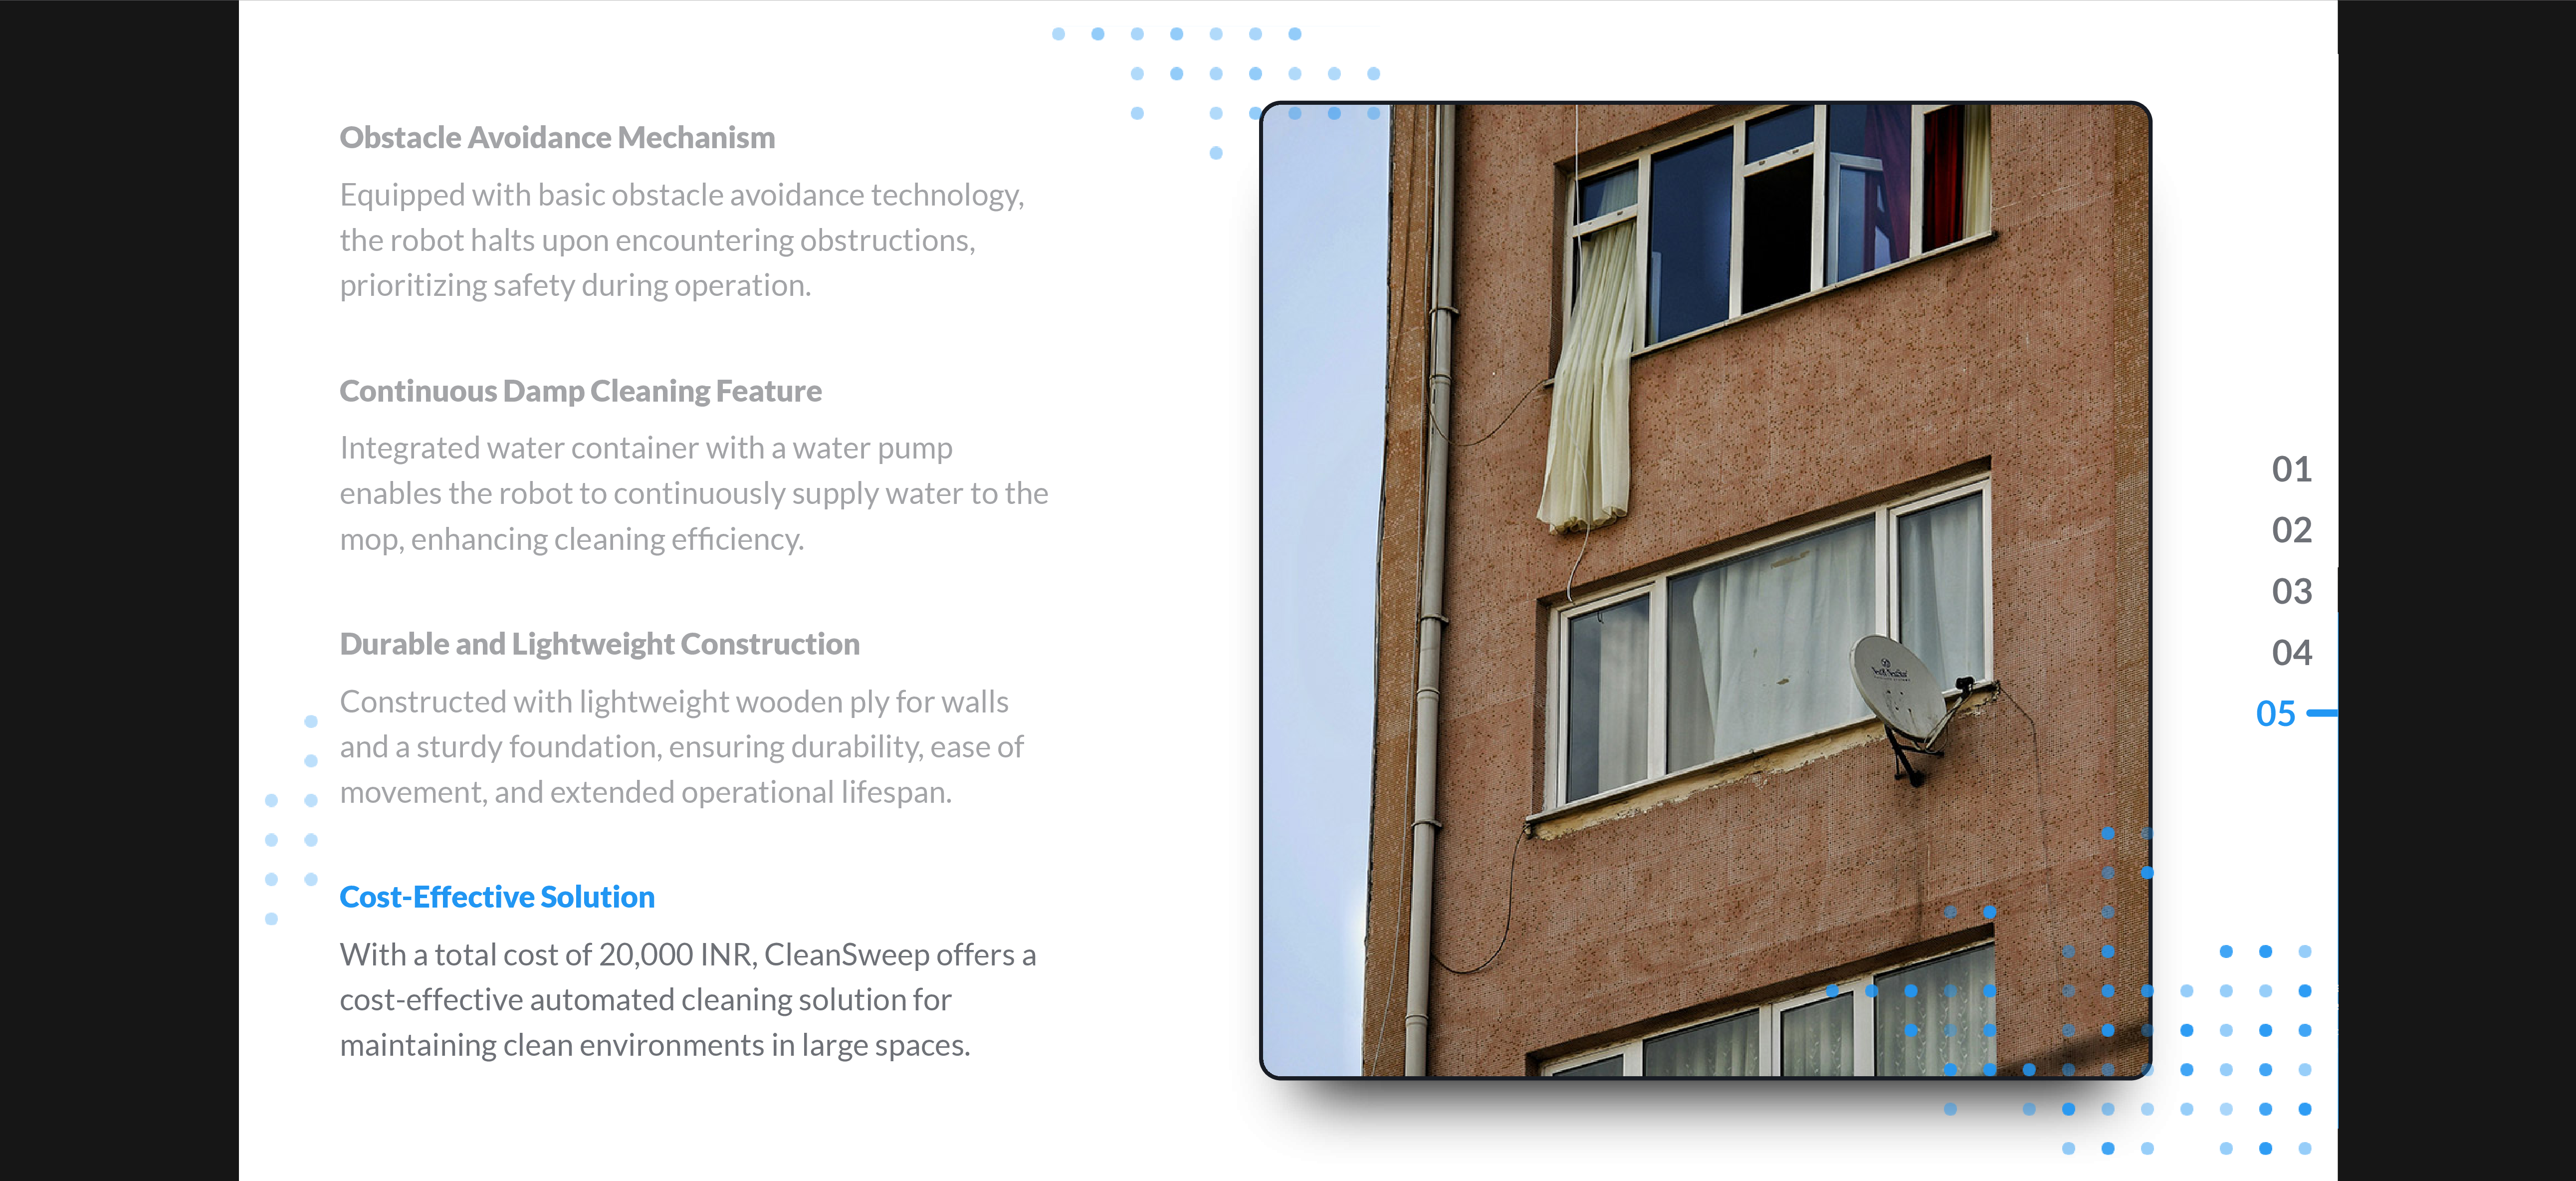 Obstacle Avoidance Mechanism
Equipped with basic obstacle avoidance technology,
the robot halts upon encountering obstructions,
prioritizing safety during operation.
Continuous Damp Cleaning Feature
Integrated water container with a water pump
enables the robot to continuously supply water to the
mop, enhancing cleaning efficiency.
Durable and Lightweight Construction
Constructed with lightweight wooden ply for walls
and a sturdy foundation, ensuring durability, ease of
movement, and extended operational lifespan.
Cost-Effective Solution
With a total cost of 20,000 INR, CleanSweep offers a
cost-effective automated cleaning solution for
maintaining clean environments in large spaces.
01
02
03
04
05